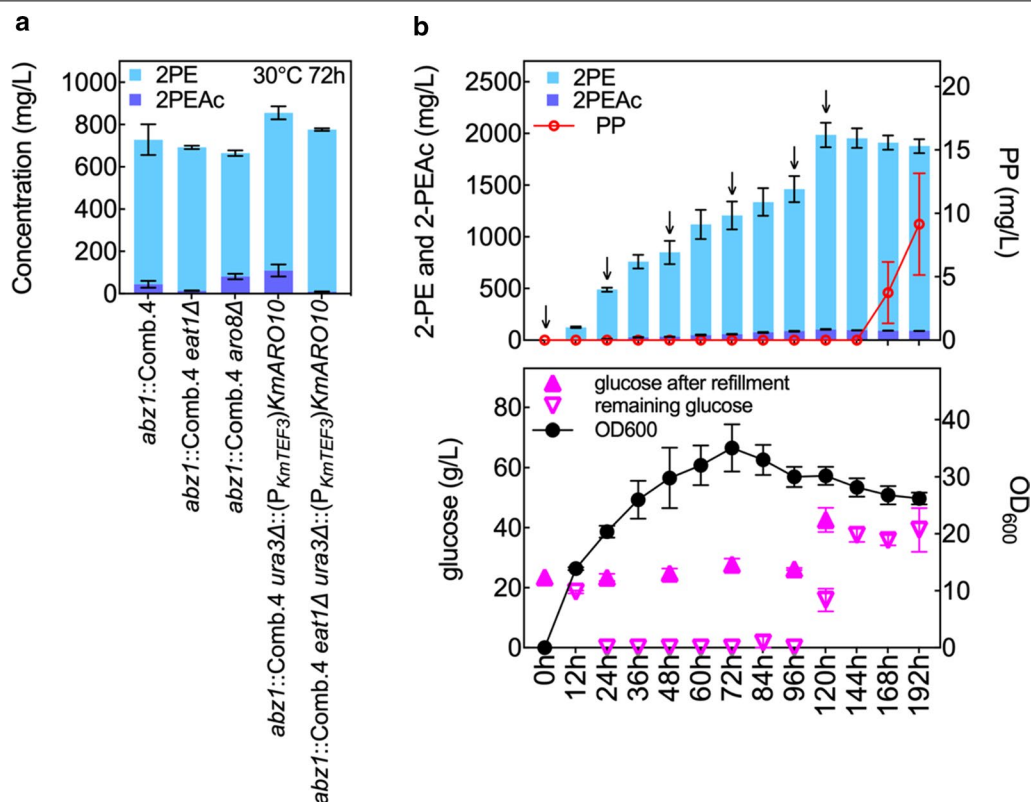 a
Concentration (mg/L)
1000
800
600
400
200
0
2PE
2PEAc
30°C 72h
abz1::Comb.4
abz1::Comb.4 eat1Δ
abz1::Comb.4 aro8Δ
abz1::Comb.4 ura3Δ::(PKmTEF3)KmARO10
abz1::Comb.4 eat1Δ ura3Δ::(PKmTEF3)KmARO10
b
2-PE and 2-PEAc (mg/L)
2500
2000
1500
1000
500
0
2PE
2PEAc
PP
20
15
10
5
0
PP (mg/L)
glucose (g/L)
80
60
40
20
0
glucose after refillment
remaining glucose
OD600
40
30
20
10
0
OD600
0h
12h
24h
36h
48h
60h
72h
84h
96h
120h
144h
168h
192h